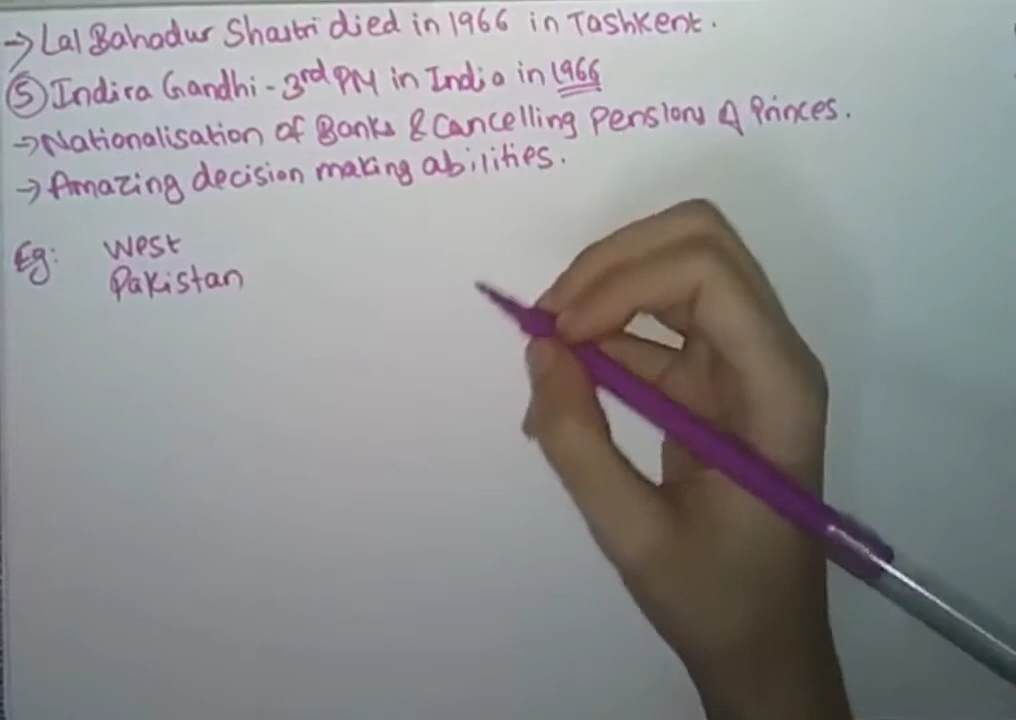 → Lal Bahadur Shastri died in 1966 in Tashkent.
⑤ Indira Gandhi - 3rd PM in India in 1966
→ Nationalisation of Banks & Cancelling Pensions of Princes.
→ Amazing decision making abilities.
Eg: West
Pakistan